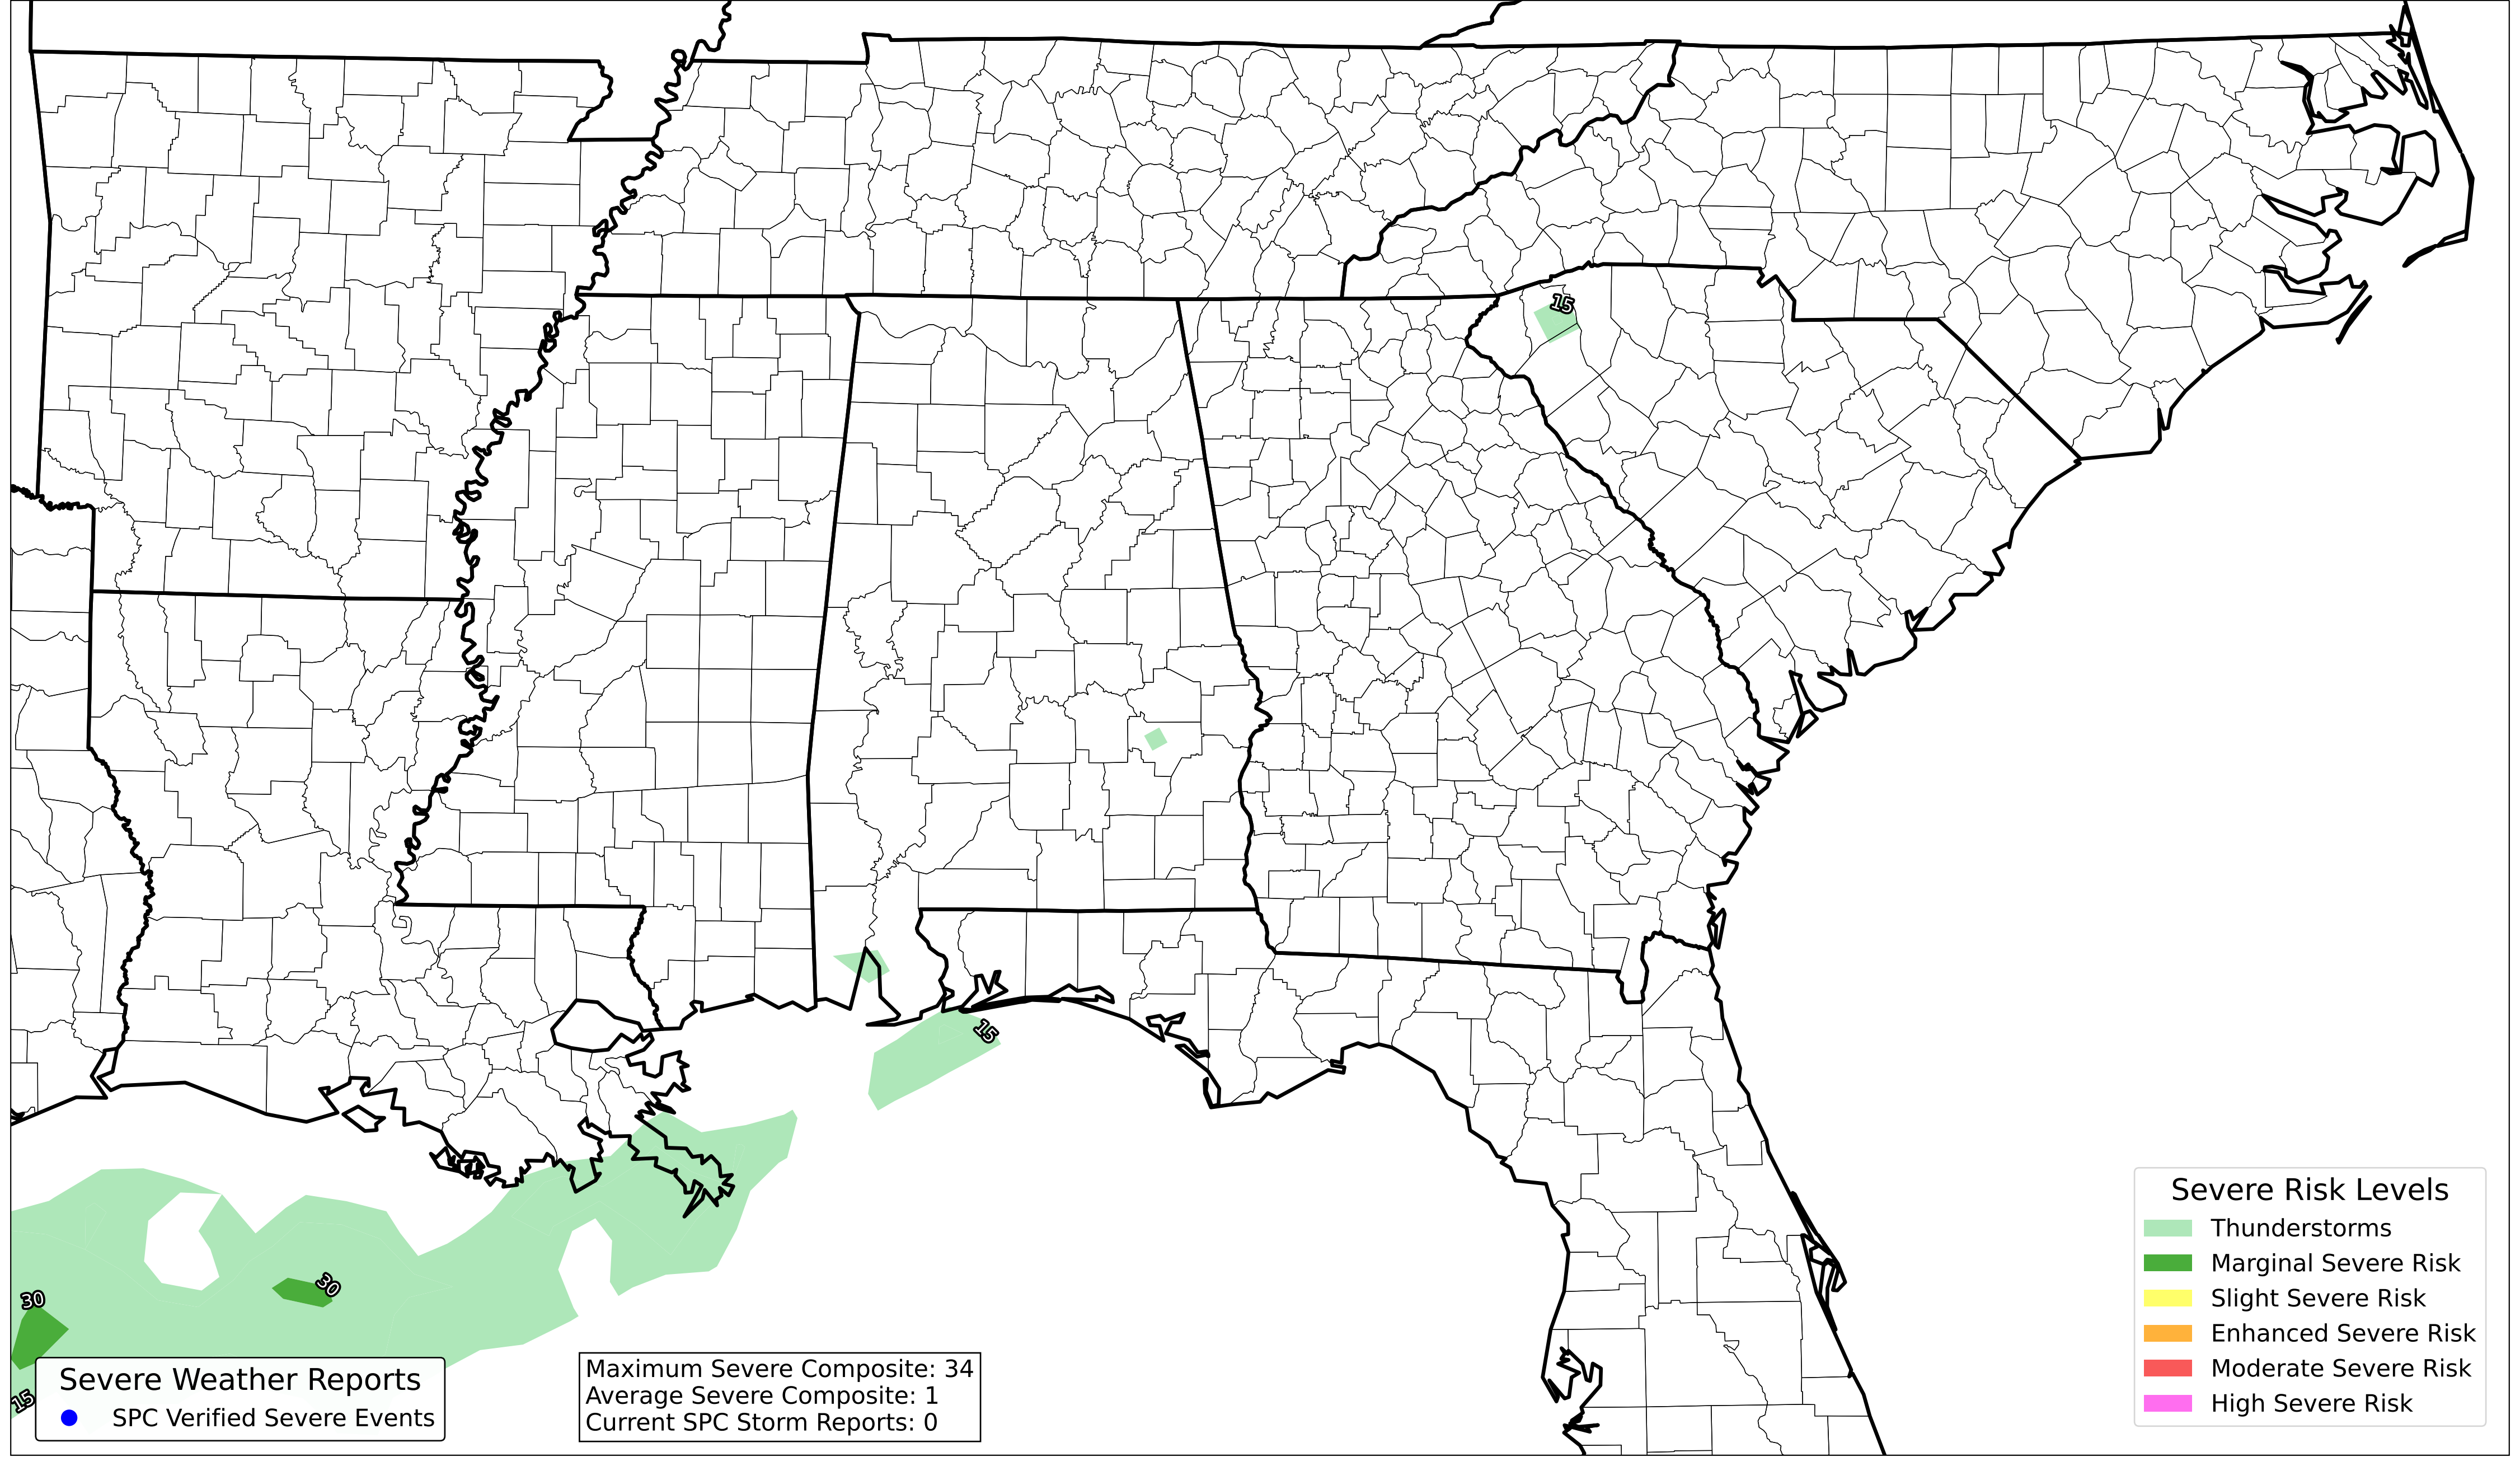 15
15
30
30
15
Severe Weather Reports
SPC Verified Severe Events
Maximum Severe Composite: 34
Average Severe Composite: 1
Current SPC Storm Reports: 0
Severe Risk Levels
Thunderstorms
Marginal Severe Risk
Slight Severe Risk
Enhanced Severe Risk
Moderate Severe Risk
High Severe Risk